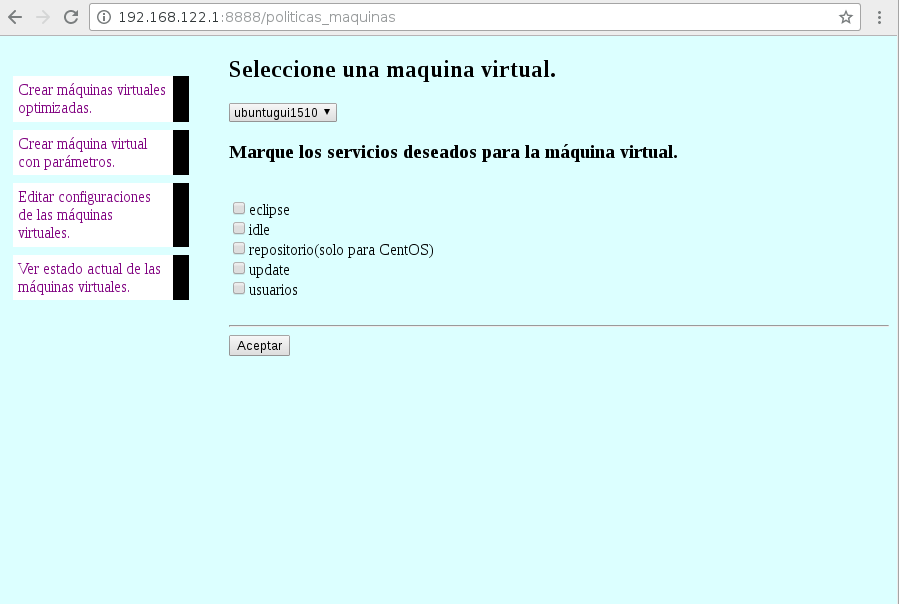 192.168.122.1:8888/politicas_maquinas
Crear máquinas virtuales
optimizadas.
Crear máquina virtual
con parámetros.
Editar configuraciones
de las máquinas
virtuales.
Ver estado actual de las
máquinas virtuales.
Seleccione una maquina virtual.
ubuntugui1510
Marque los servicios deseados para la máquina virtual.
eclipse
idle
repositorio(solo para CentOS)
update
usuarios
Aceptar